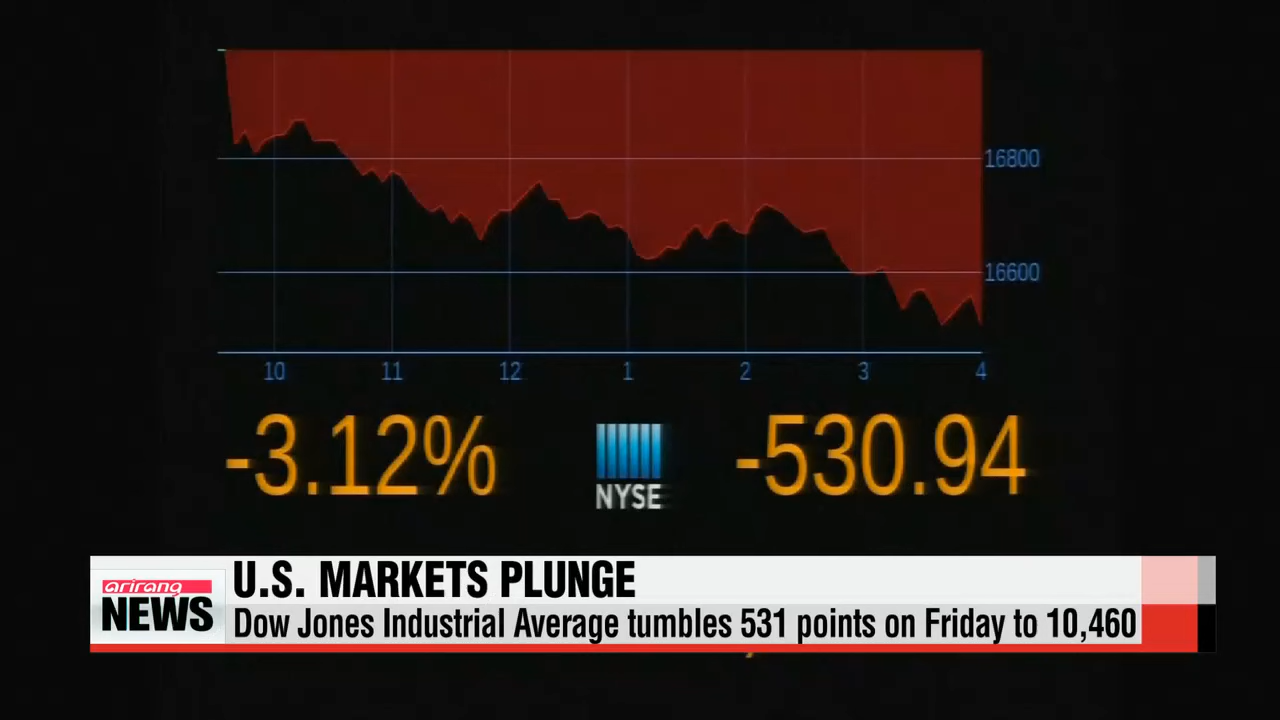 16800
16600
10 11 12 1 2 3 4
-3.12% NYSE -530.94
arirang NEWS
U.S. MARKETS PLUNGE
Dow Jones Industrial Average tumbles 531 points on Friday to 10,460